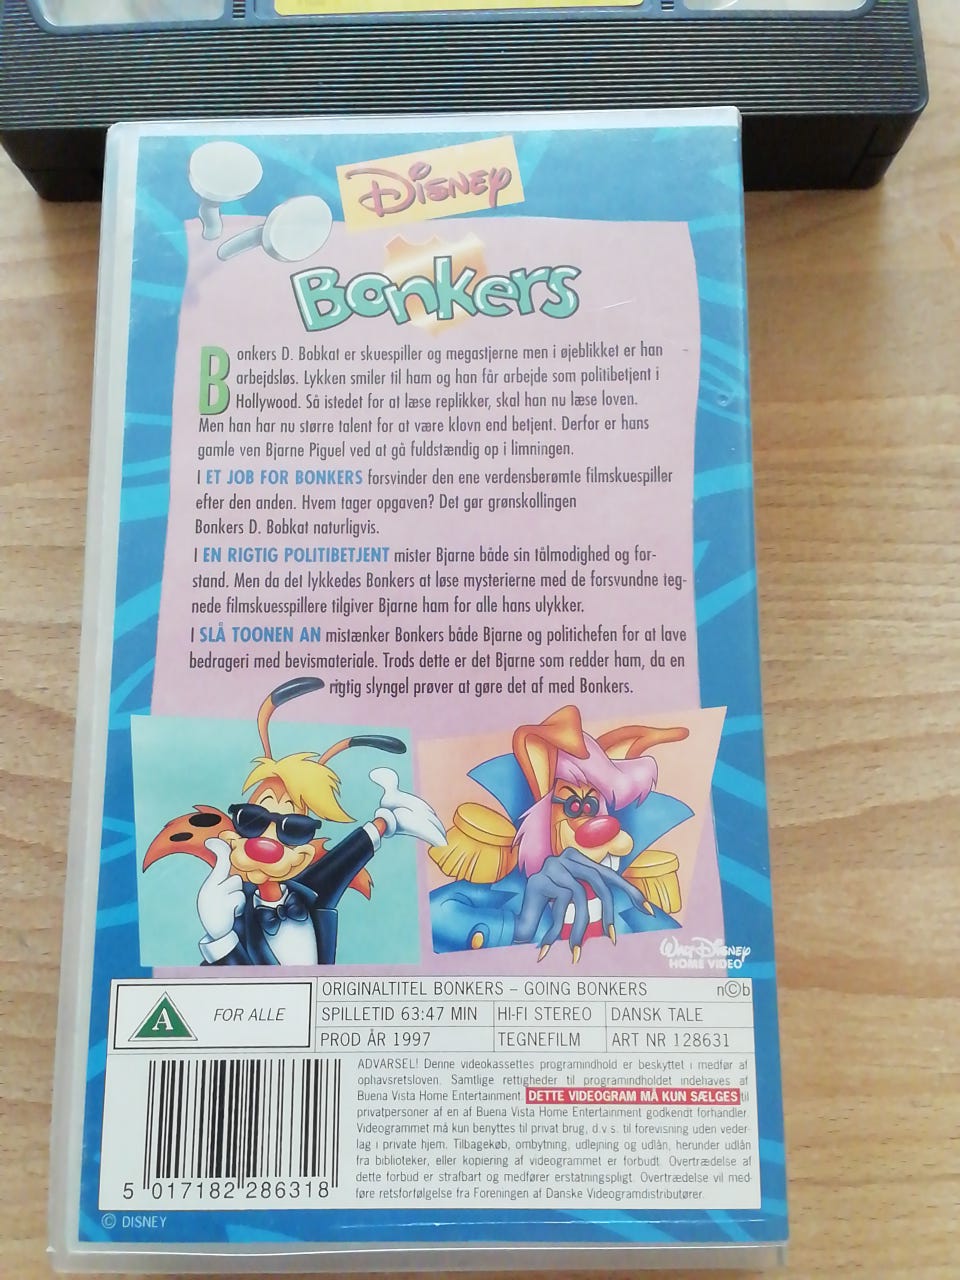 DISNEY
BONKERS
Bonkers D. Bobkat er skuespiller og megastjerne men i øjeblikket er han
arbejdsløs. Lykken smiler til ham og han får arbejde som politibetjent i
Hollywood. Så istedet for at læse replikker, skal han nu læse loven.
Men han har nu større talent for at være klovn end betjent. Derfor er hans
gamle ven Bjarne Piguel ved at gå fuldstændig op i limningen.
I ET JOB FOR BONKERS forsvinder den ene verdensberømte filmskuespiller
efter den anden. Hvem tager opgaven? Det gør grønskollingen
Bonkers D. Bobkat naturligvis.
I EN RIGTIG POLITIBETJENT mister Bjarne både sin tålmodighed og for-
stand. Men da det lykkedes Bonkers at løse mysterierne med de forsvundne teg-
nede filmskuesspillere tilgiver Bjarne ham for alle hans ulykker.
I SLÅ TOONEN AN mistænker Bonkers både Bjarne og politichefen for at lave
bedrageri med bevismateriale. Trods dette er det Bjarne som redder ham, da en
rigtig slyngel prøver at gøre det af med Bonkers.
WALT DISNEY
HOME VIDEO
A FOR ALLE
ORIGINALTITEL BONKERS – GOING BONKERS n©b
SPILLETID 63:47 MIN HI-FI STEREO DANSK TALE
PROD ÅR 1997 TEGNEFILM ART NR 128631
ADVARSEL! Denne videokassettes programindhold er beskyttet i medfør af
ophavsretsloven. Samtlige rettigheder til programindholdet indehaves af
Buena Vista Home Entertainment. DETTE VIDEOGRAM MÅ KUN SÆLGES til
privatpersoner af en af Buena Vista Home Entertainment godkendt forhandler.
Videogrammet må kun benyttes til privat brug, d.v.s. til forevisning uden veder-
lag i private hjem. Tilbagekøb, ombytning, udlejning og udlån, herunder udlån
fra biblioteker, eller kopiering af videogrammet er forbudt. Overtrædelse af
dette forbud er strafbart og medfører erstatningspligt. Overtrædelse vil med-
føre retsforfølgelse fra Foreningen af Danske Videogramdistributører.
5 017182 286318
© DISNEY